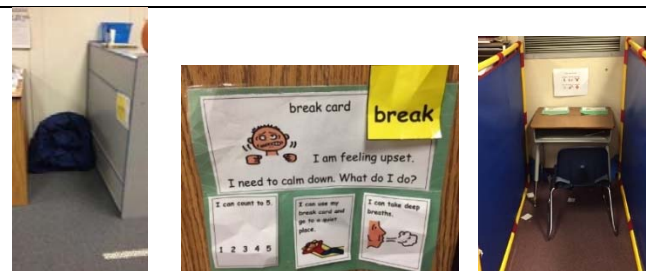 break card
break
I am feeling upset.
I need to calm down. What do I do?
I can count to 5.
1 2 3 4 5
I can use my
break card and
go to a quiet
place.
I can take deep
breaths.